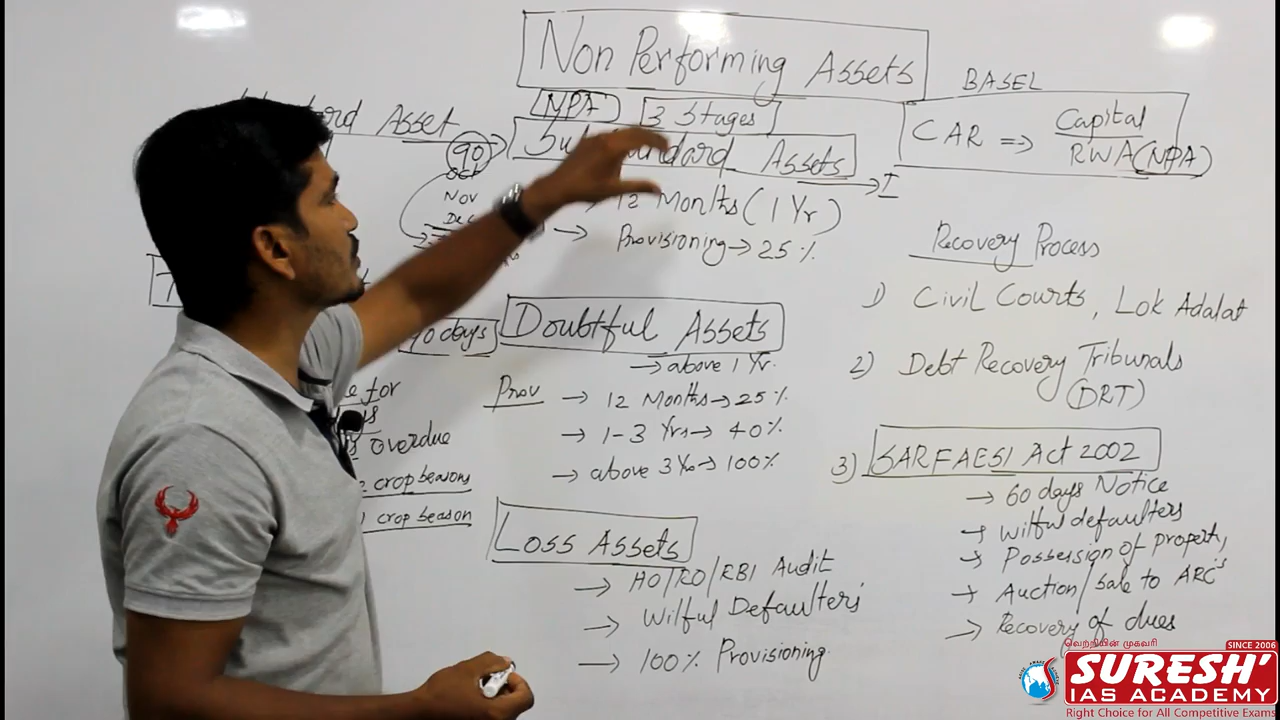 Non Performing Assets
NPA
3 Stages
BASEL
CAR => Capital
RWA (NPA)
Asset
90
Assets
→ I
Oct
Nov
Dec
→ 12 Months (1 Yr)
→ Provisioning → 25 %
Recovery Process
1) Civil Courts, Lok Adalat
90 days
Doubtful Assets
→ above 1 Yr.
Prov → 12 Months → 25 %
→ 1-3 Yrs → 40 %
→ above 3 Yrs → 100%
2) Debt Recovery Tribunals
(DRT)
for
overdue
crop seasons
crop season
3) SARFAESI Act 2002
→ 60 days Notice
→ Wilful defaulters
→ Possession of Property,
→ Auction/Sale to ARC's
→ Recovery of dues
Loss Assets
→ HO/RO/RBI Audit
→ Wilful Defaulters
→ 100% Provisioning.
வெற்றியின் முகவரி
SINCE 2006
SURESH'
IAS ACADEMY
Right Choice for All Competitive Exams